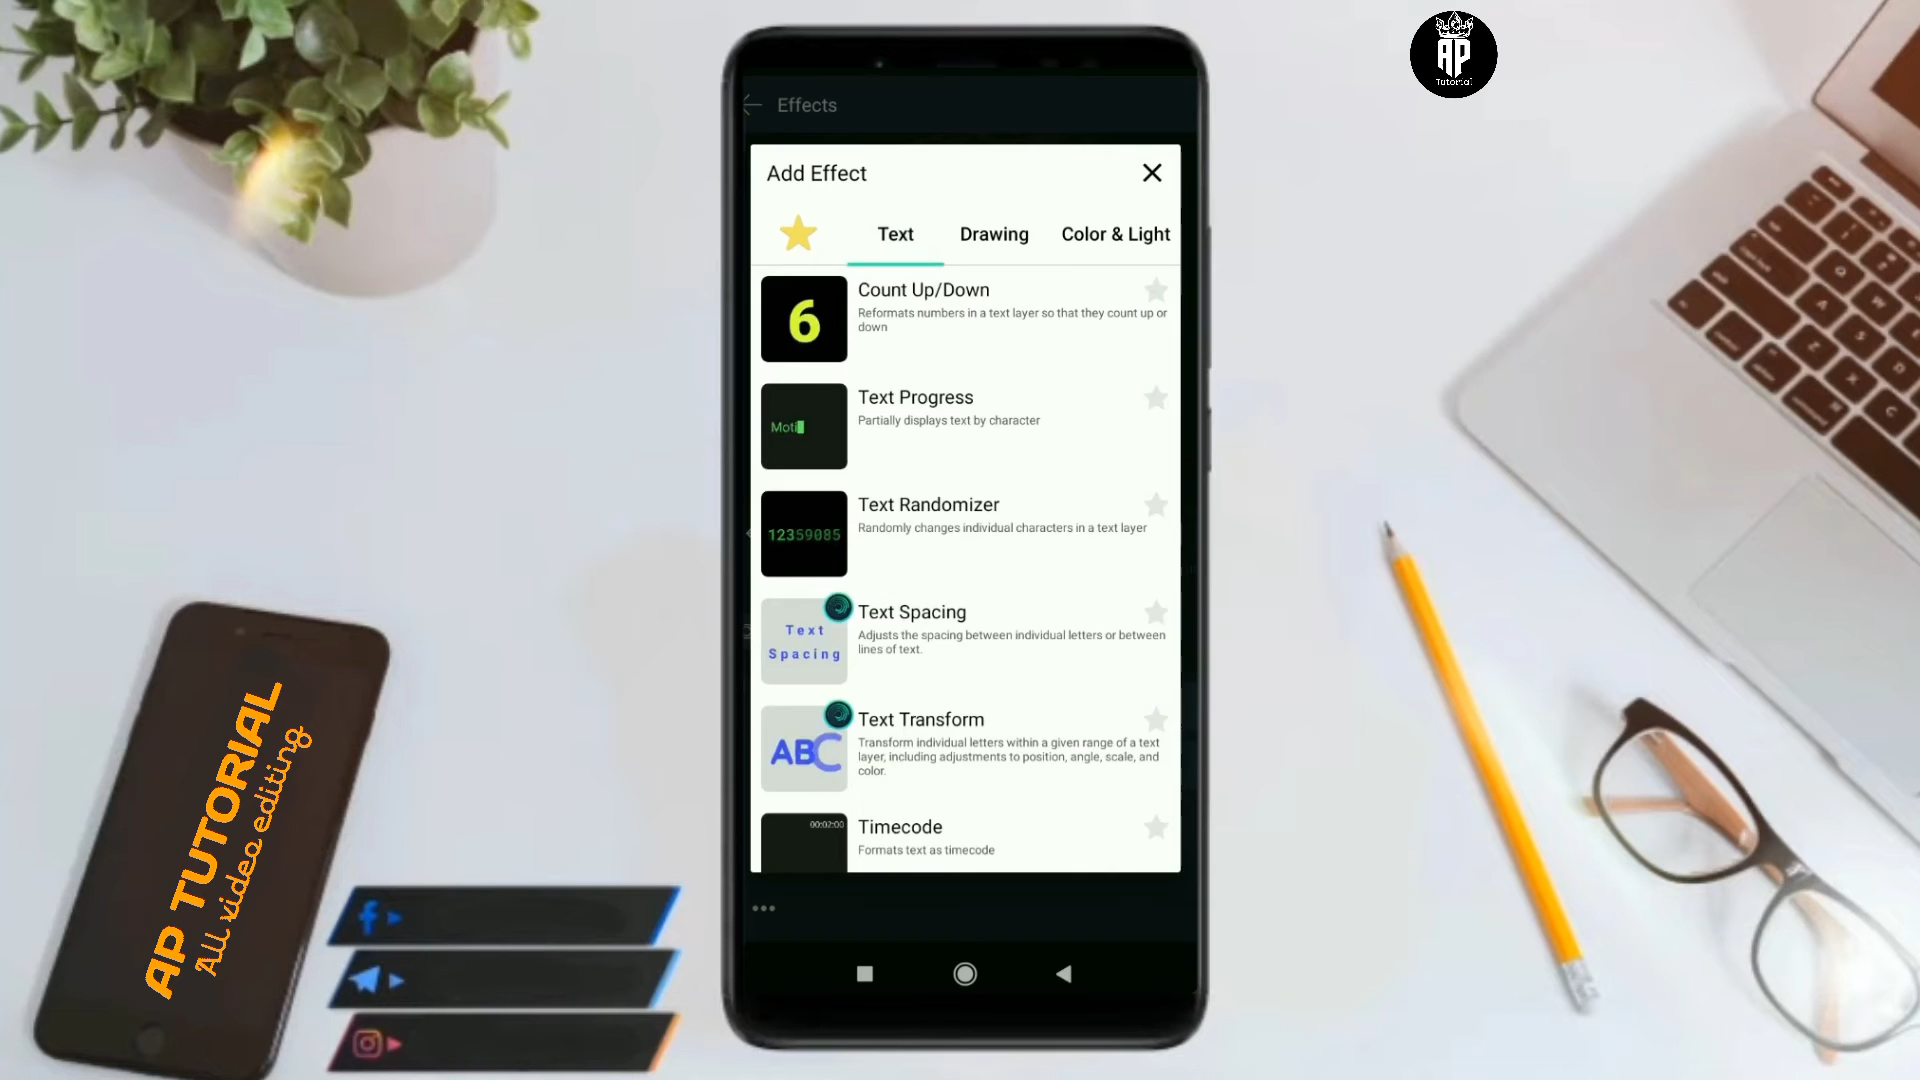 AP
Tutorial
Effects
Add Effect
Text
Drawing
Color & Light
6
Count Up/Down
Reformats numbers in a text layer so that they count up or
down
Moti
Text Progress
Partially displays text by character
12359085
Text Randomizer
Randomly changes individual characters in a text layer
Text
Spacing
Text Spacing
Adjusts the spacing between individual letters or between
lines of text.
ABC
Text Transform
Transform individual letters within a given range of a text
layer, including adjustments to position, angle, scale, and
color.
00:02:00
Timecode
Formats text as timecode
AP TUTORIAL
All video editing